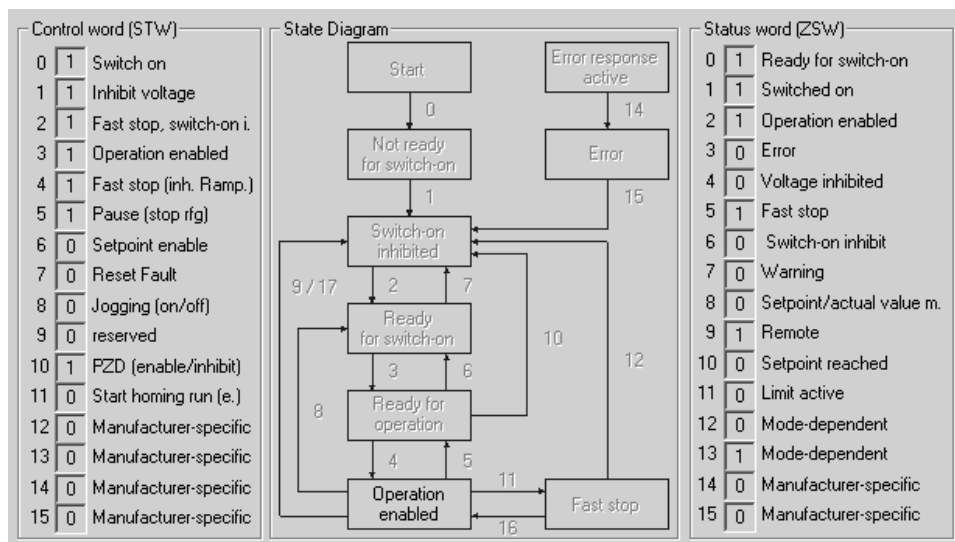 Control word (STW)
0 1 Switch on
1 1 Inhibit voltage
2 1 Fast stop, switch-on i.
3 1 Operation enabled
4 1 Fast stop (inh. Ramp.)
5 1 Pause (stop rfg)
6 0 Setpoint enable
7 0 Reset Fault
8 0 Jogging (on/off)
9 0 reserved
10 1 PZD (enable/inhibit)
11 0 Start homing run (e.)
12 0 Manufacturer-specific
13 0 Manufacturer-specific
14 0 Manufacturer-specific
15 0 Manufacturer-specific
State Diagram
Start
Error response
active
0
14
Not ready
for switch-on
Error
1
15
Switch-on
inhibited
9 / 17
2
7
Ready
for switch-on
10
12
3
6
8
Ready for
operation
4
5
11
Operation
enabled
Fast stop
16
Status word (ZSW)
0 1 Ready for switch-on
1 1 Switched on
2 1 Operation enabled
3 0 Error
4 0 Voltage inhibited
5 1 Fast stop
6 0 Switch-on inhibit
7 0 Warning
8 0 Setpoint/actual value m.
9 1 Remote
10 0 Setpoint reached
11 0 Limit active
12 0 Mode-dependent
13 1 Mode-dependent
14 0 Manufacturer-specific
15 0 Manufacturer-specific